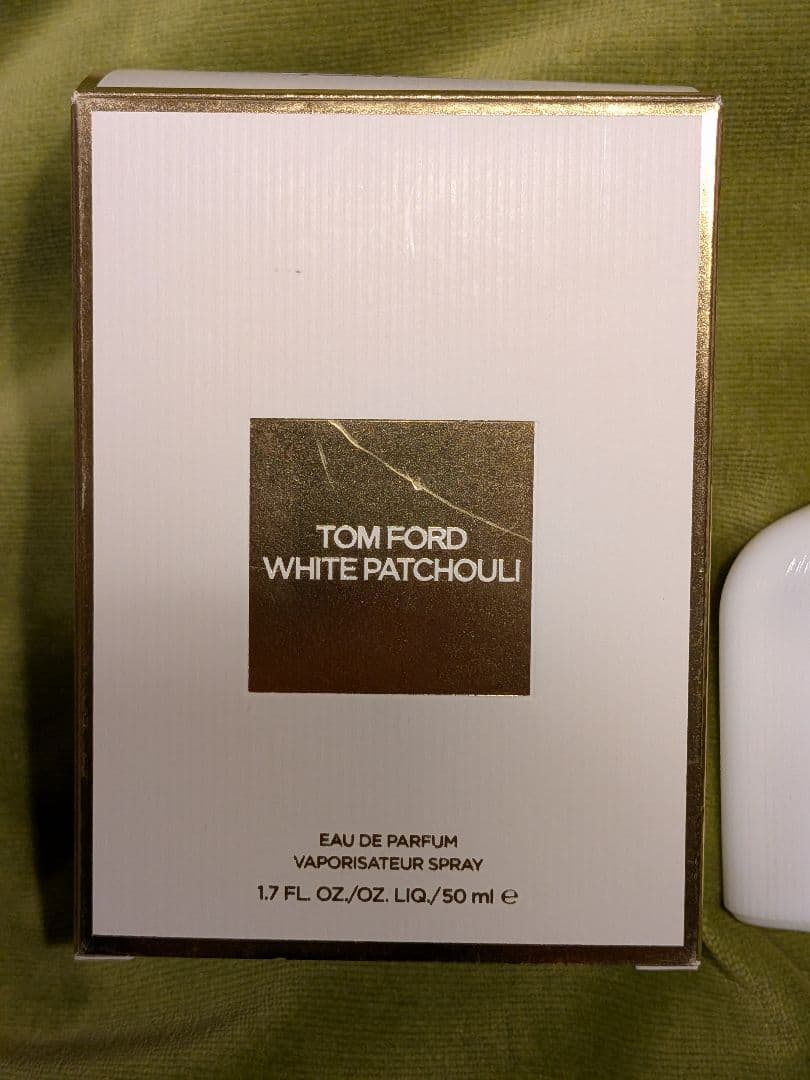 TOM FORD
WHITE PATCHOULI
EAU DE PARFUM
VAPORISATEUR SPRAY
1.7 FL. OZ./OZ. LIQ./50 ml ℮